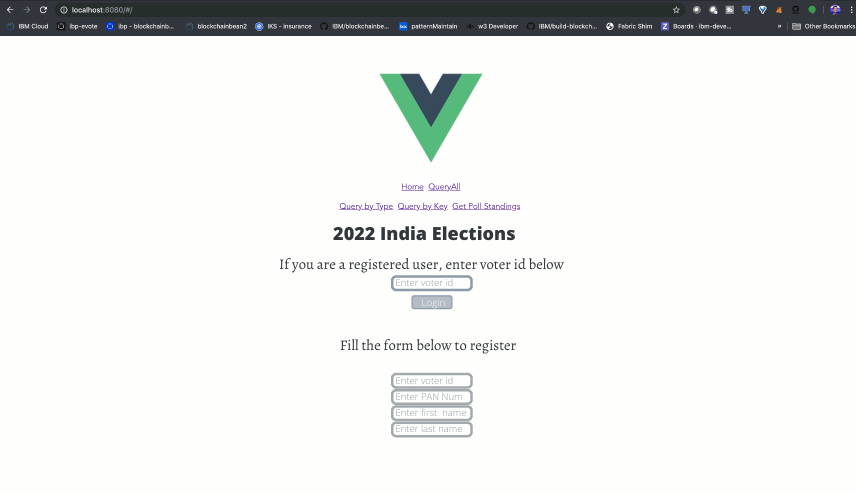 localhost:8080/#/
IBM Cloud ibp-evote ibp - blockchainb... blockchainbean2 IKS - insurance IBM/blockchainbe... patternMaintain w3 Developer IBM/build-blockch... Fabric Shim Boards · ibm-deve... » Other Bookmarks
Home QueryAll
Query by Type Query by Key Get Poll Standings
2022 India Elections
If you are a registered user, enter voter id below
Enter voter id
Login
Fill the form below to register
Enter voter id
Enter PAN Num
Enter first name
Enter last name